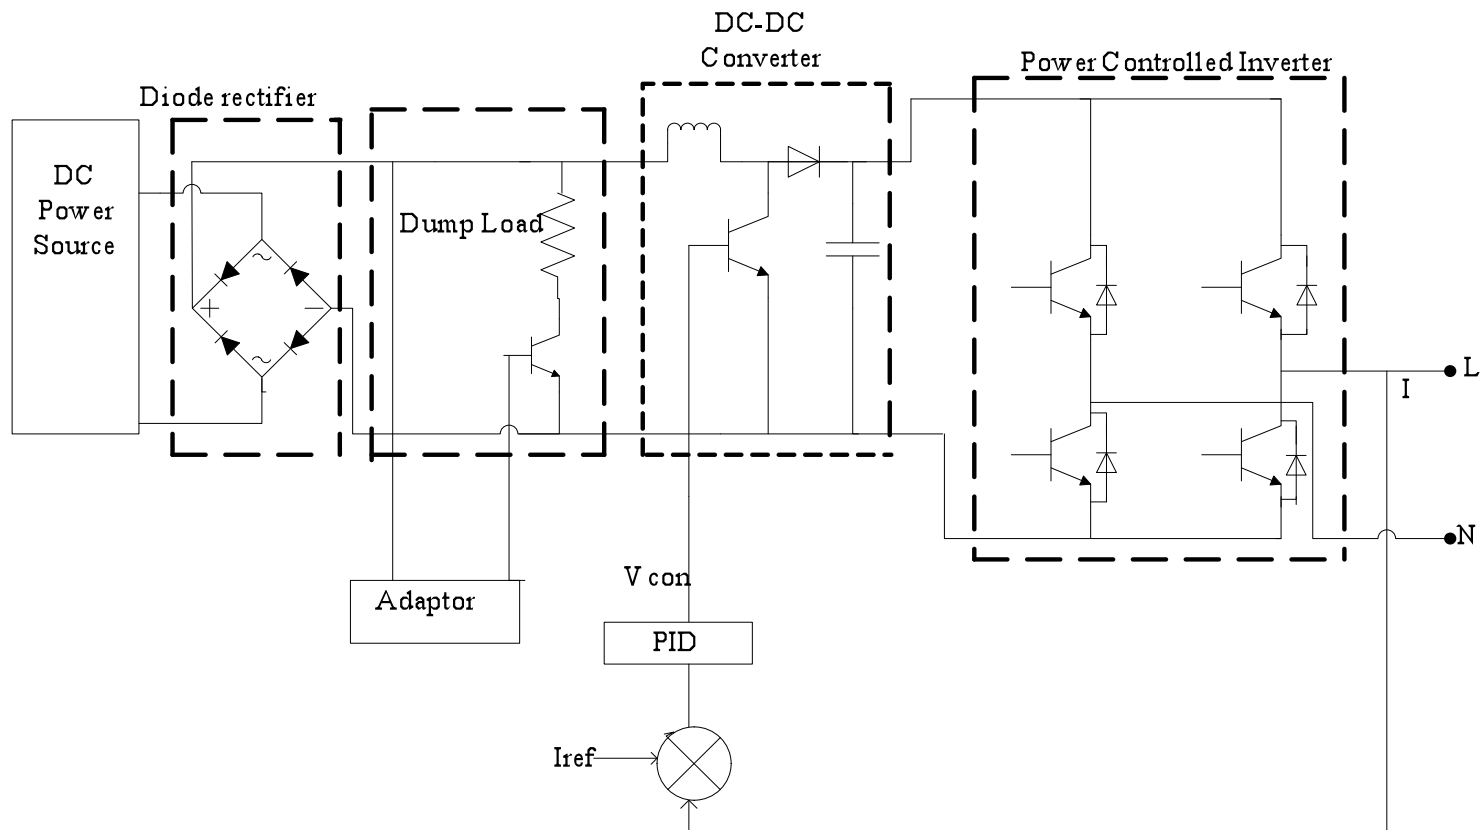 DC-DC
Converter
Power Controlled Inverter
Diode rectifier
DC
Power
Source
Dump Load
L
I
N
V con
Adaptor
PID
Iref